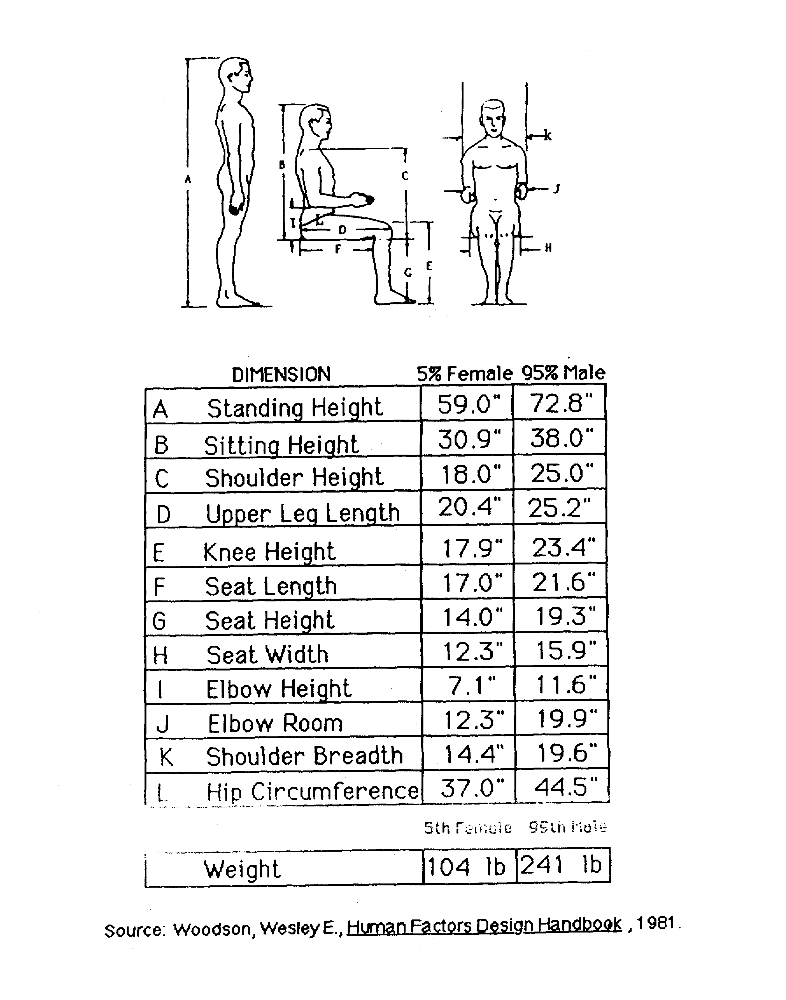 A
B
C
I
L
D
F
G
E
k
J
H
DIMENSION 5% Female 95% Male
A Standing Height 59.0" 72.8"
B Sitting Height 30.9" 38.0"
C Shoulder Height 18.0" 25.0"
D Upper Leg Length 20.4" 25.2"
E Knee Height 17.9" 23.4"
F Seat Length 17.0" 21.6"
G Seat Height 14.0" 19.3"
H Seat Width 12.3" 15.9"
I Elbow Height 7.1" 11.6"
J Elbow Room 12.3" 19.9"
K Shoulder Breadth 14.4" 19.6"
L Hip Circumference 37.0" 44.5"
5th Female Male
Weight 104 lb 241 lb
Source: Woodson, Wesley E., Human Factors Design Handbook , 1981.